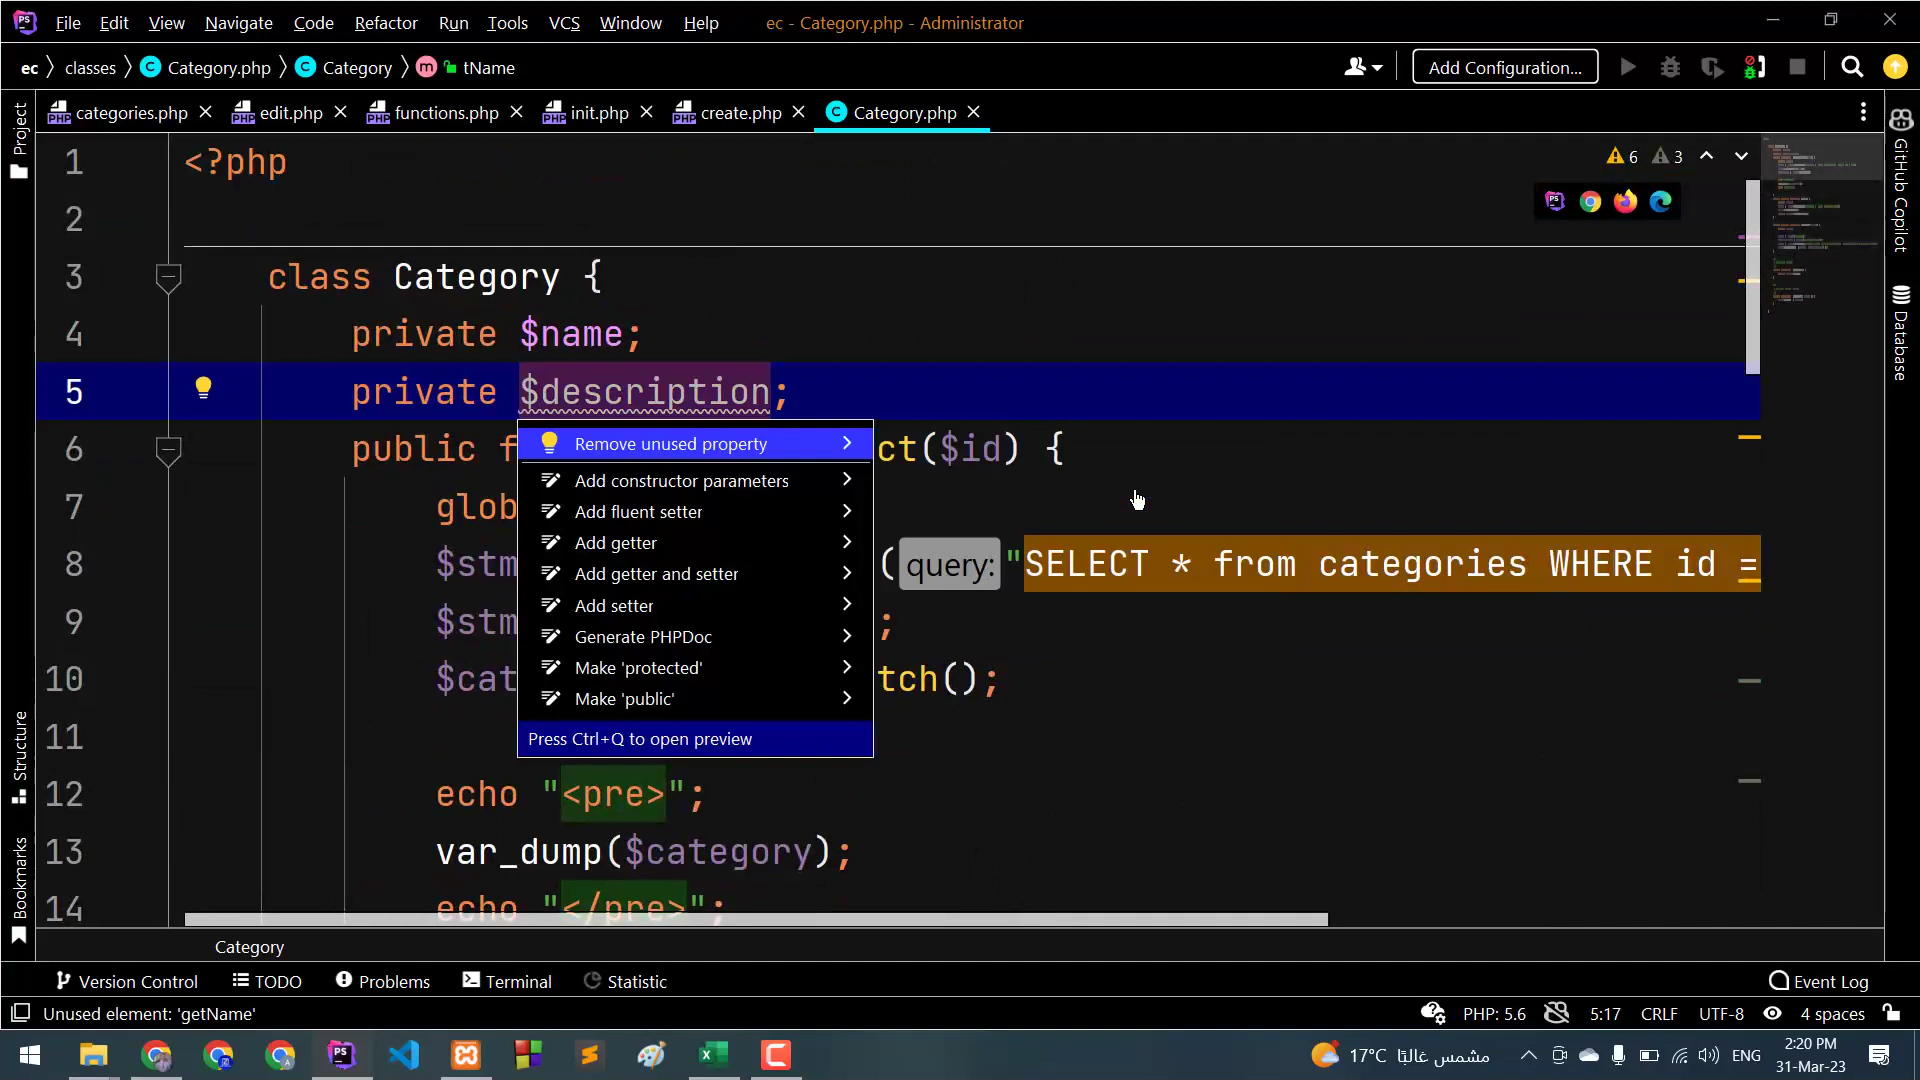 File Edit View Navigate Code Refactor Run Tools VCS Window Help ec - Category.php - Administrator
ec classes Category.php Category m tName Add Configuration...
categories.php edit.php functions.php init.php create.php Category.php
Project
GitHub Copilot
Database
Structure
Bookmarks
6 3
1 <?php
2
3 class Category {
4 private $name;
5 private $description;
6 public f ct($id) {
7 glob
8 $stm ( query: "SELECT * from categories WHERE id =
9 $stm ;
10 $cat tch();
11
12 echo "<pre>";
13 var_dump($category);
14 echo "</pre>";
Remove unused property
Add constructor parameters
Add fluent setter
Add getter
Add getter and setter
Add setter
Generate PHPDoc
Make 'protected'
Make 'public'
Press Ctrl+Q to open preview
Category
Version Control TODO Problems Terminal Statistic Event Log
Unused element: 'getName' PHP: 5.6 5:17 CRLF UTF-8 4 spaces
17°C مشمس غالبًا ENG 2:20 PM
31-Mar-23